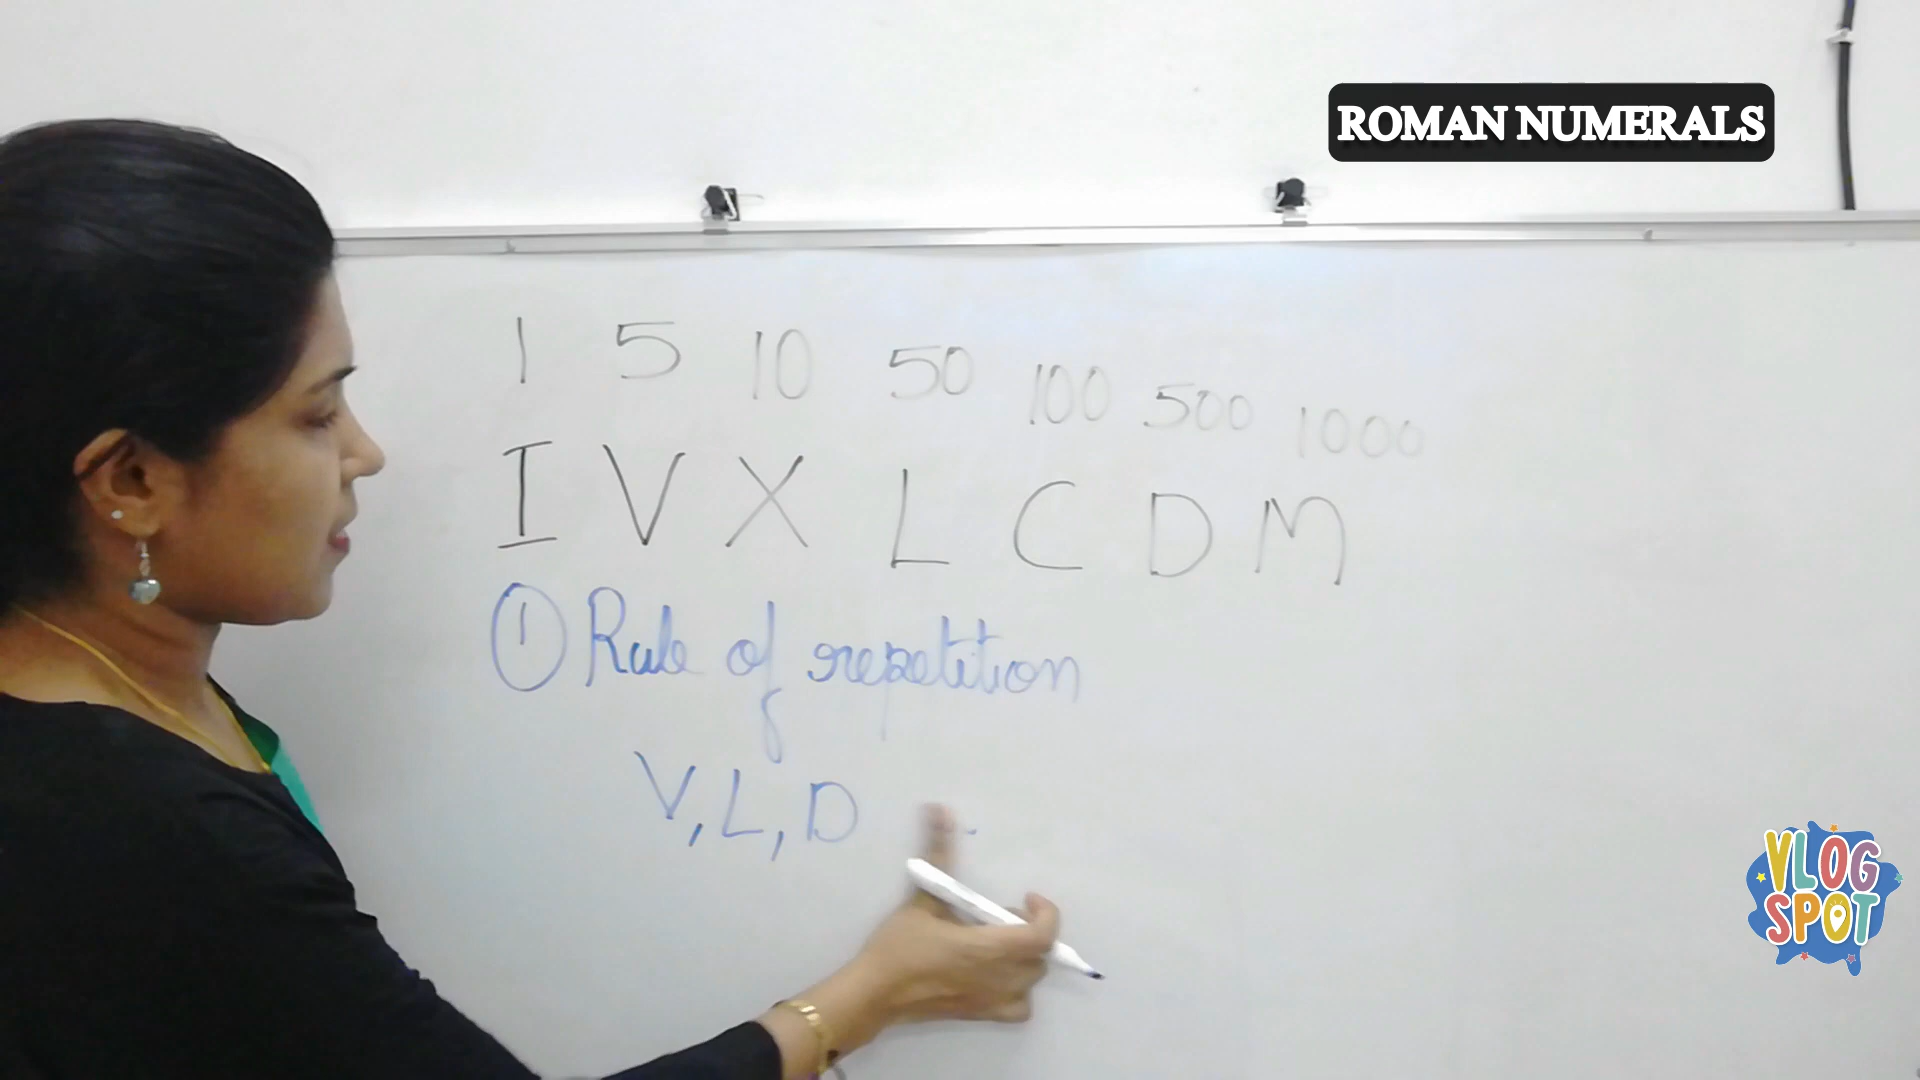 ROMAN NUMERALS
1 5 10 50 100 500 1000
I V X L C D M
① Rule of repetition
V, L, D
VLOG
SPOT